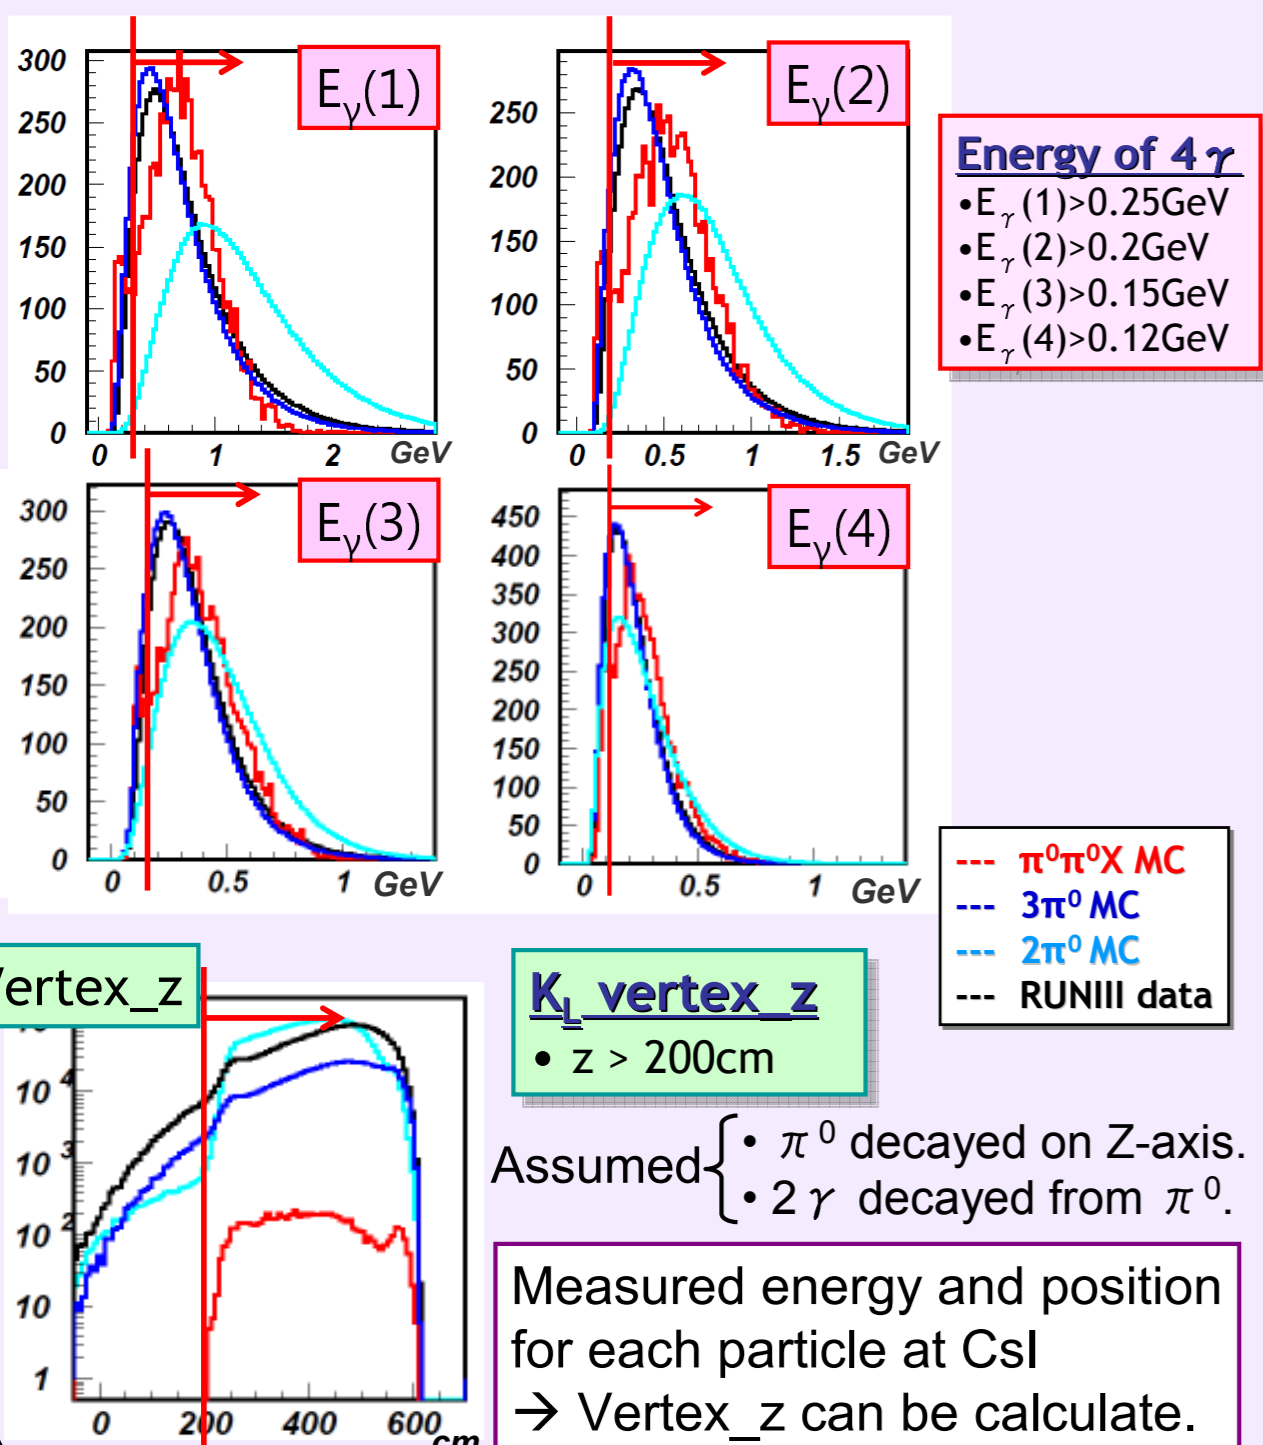 300
250
200
150
100
50
0
0 1 2 GeV
Eγ(1)
250
200
150
100
50
0
0 0.5 1 1.5 GeV
Eγ(2)
Energy of 4γ
•Eγ(1)>0.25GeV
•Eγ(2)>0.2GeV
•Eγ(3)>0.15GeV
•Eγ(4)>0.12GeV
300
250
200
150
100
50
0
0 0.5 1 GeV
Eγ(3)
450
400
350
300
250
200
150
100
50
0
0 0.5 1 GeV
Eγ(4)
--- π⁰π⁰X MC
--- 3π⁰ MC
--- 2π⁰ MC
--- RUNIII data
Vertex_z
10⁴
10³
10²
10
1
0 200 400 600 cm
K_L vertex_z
• z > 200cm
Assumed
• π⁰ decayed on Z-axis.
• 2γ decayed from π⁰.
Measured energy and position
for each particle at CsI
→ Vertex_z can be calculate.